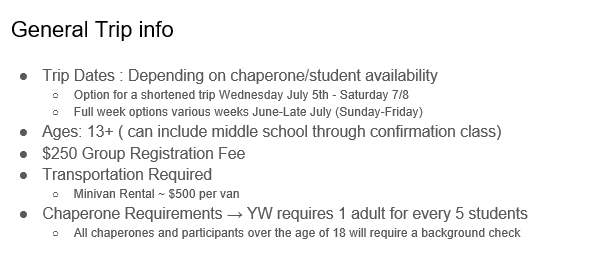 General Trip info
● Trip Dates : Depending on chaperone/student availability
○ Option for a shortened trip Wednesday July 5th - Saturday 7/8
○ Full week options various weeks June-Late July (Sunday-Friday)
● Ages: 13+ ( can include middle school through confirmation class)
● $250 Group Registration Fee
● Transportation Required
○ Minivan Rental ~ $500 per van
● Chaperone Requirements → YW requires 1 adult for every 5 students
○ All chaperones and participants over the age of 18 will require a background check